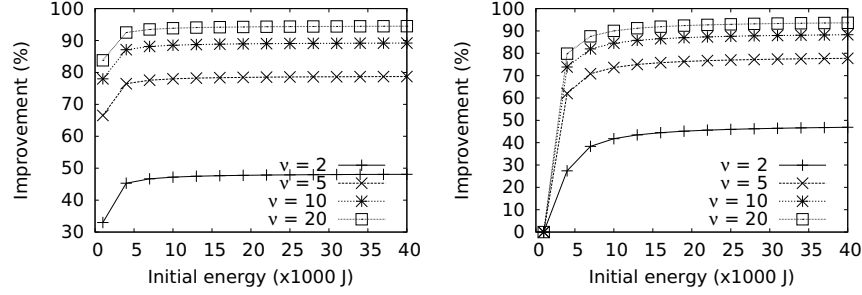 100
90
80
70
60
50
40
30
0 5 10 15 20 25 30 35 40
Improvement (%)
Initial energy (x1000 J)
ν = 2
ν = 5
ν = 10
ν = 20
100
90
80
70
60
50
40
30
20
10
0
0 5 10 15 20 25 30 35 40
Improvement (%)
Initial energy (x1000 J)
ν = 2
ν = 5
ν = 10
ν = 20